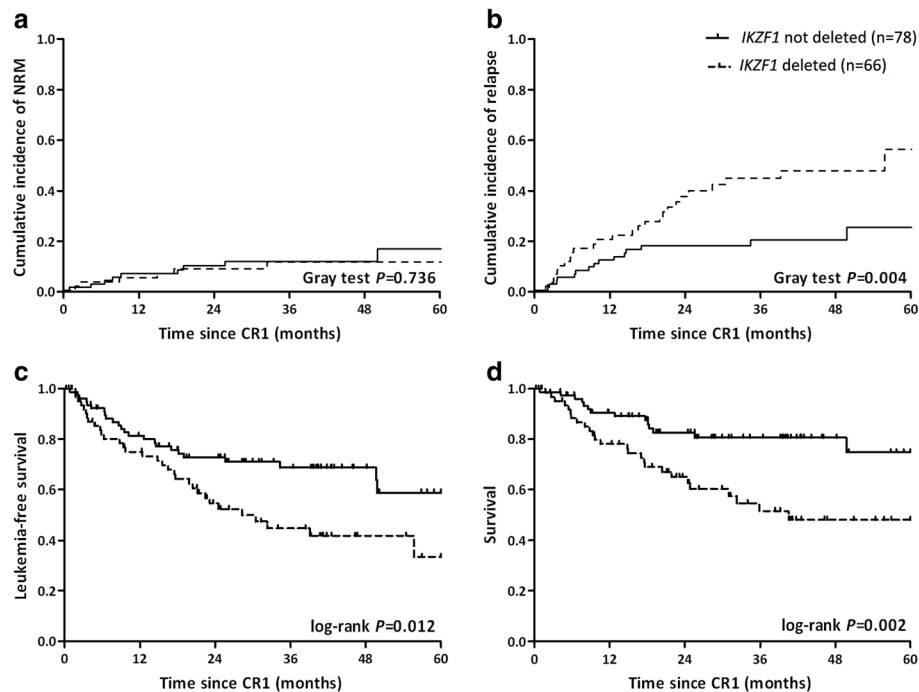 a
Cumulative incidence of NRM
1.0
0.8
0.6
0.4
0.2
0.0
Gray test P=0.736
0 12 24 36 48 60
Time since CR1 (months)
b
IKZF1 not deleted (n=78)
IKZF1 deleted (n=66)
Cumulative incidence of relapse
1.0
0.8
0.6
0.4
0.2
0.0
Gray test P=0.004
0 12 24 36 48 60
Time since CR1 (months)
c
Leukemia-free survival
1.0
0.8
0.6
0.4
0.2
0.0
log-rank P=0.012
0 12 24 36 48 60
Time since CR1 (months)
d
Survival
1.0
0.8
0.6
0.4
0.2
0.0
log-rank P=0.002
0 12 24 36 48 60
Time since CR1 (months)